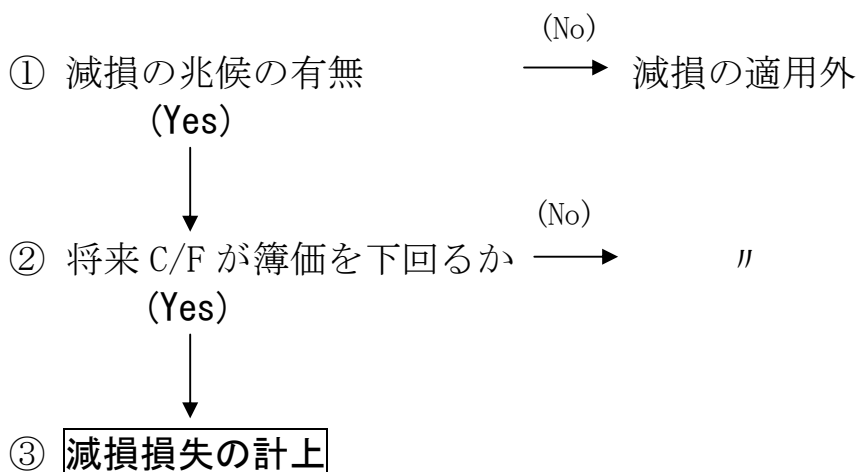 (No)
① 減損の兆候の有無 減損の適用外
(Yes)
(No)
② 将来 C/F が簿価を下回るか 〃
(Yes)
③ 減損損失の計上